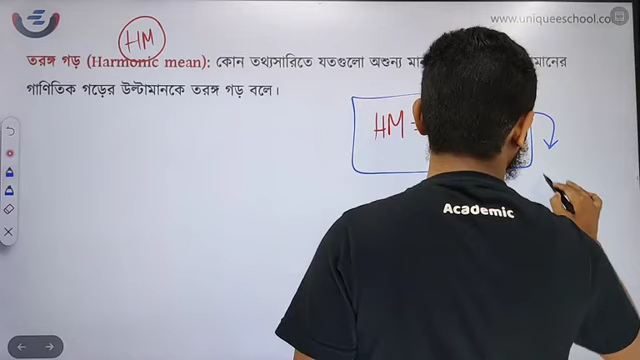 www.uniqueeschool.co
HM
তরঙ্গ গড় (Harmonic mean): কোন তথ্যসারিতে যতগুলো অশূন্য মানের
গাণিতিক গড়ের উল্টামানকে তরঙ্গ গড় বলে।
HM =
Academic